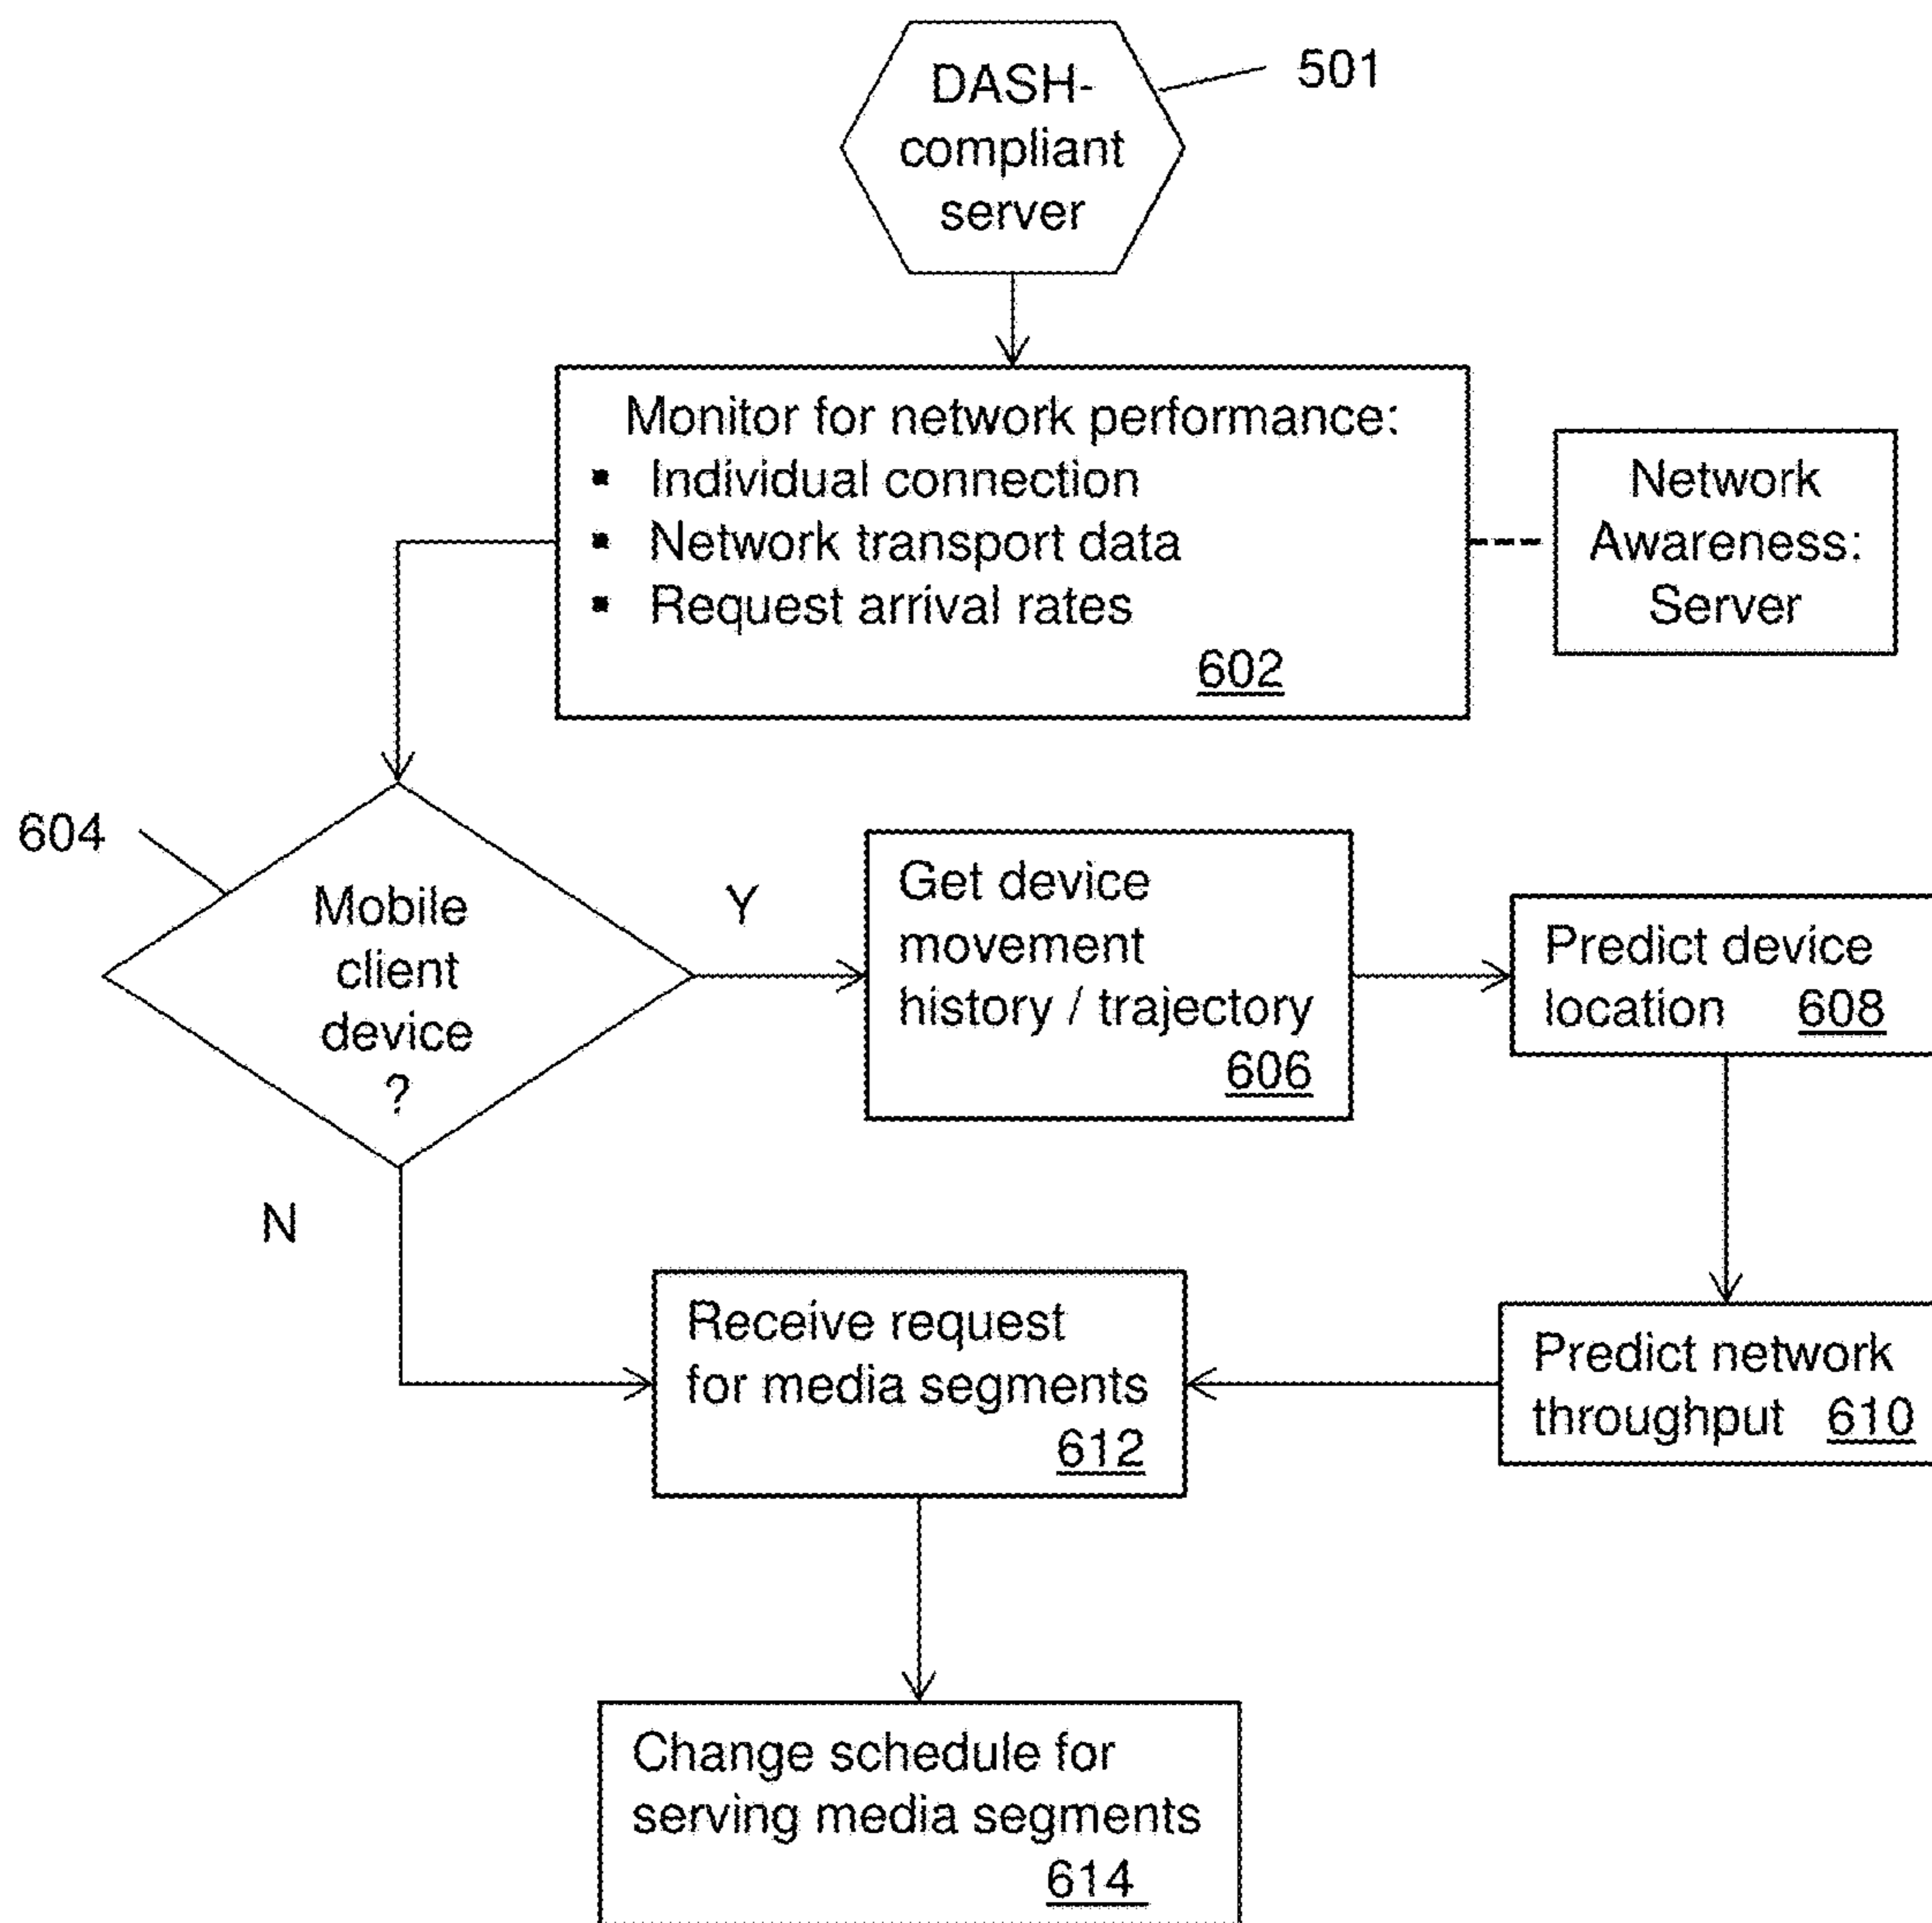 DASH-
compliant
server
501
Monitor for network performance:
▪ Individual connection
▪ Network transport data
▪ Request arrival rates
602
Network
Awareness:
Server
604
Mobile
client
device
?
Y
N
Get device
movement
history / trajectory
606
Predict device
location 608
Predict network
throughput 610
Receive request
for media segments
612
Change schedule for
serving media segments
614